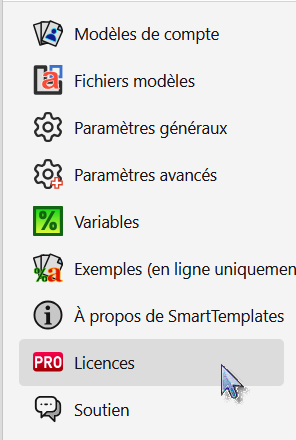 Modèles de compte
a Fichiers modèles
Paramètres généraux
Paramètres avancés
% Variables
%a Exemples (en ligne uniquemen
i À propos de SmartTemplates
PRO Licences
Soutien